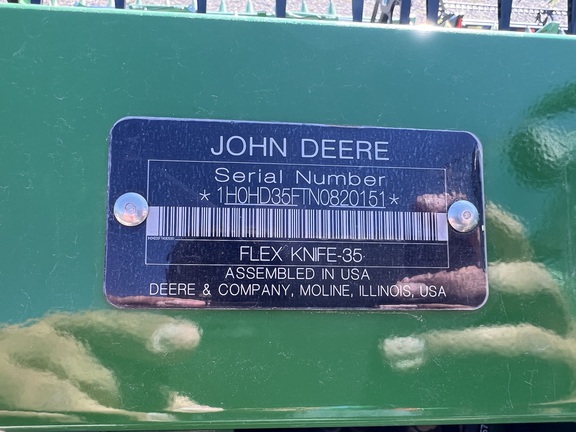 JOHN DEERE
Serial Number
*1H0HD35FTN0820151*
FLEX KNIFE-35
ASSEMBLED IN USA
DEERE & COMPANY, MOLINE, ILLINOIS, USA